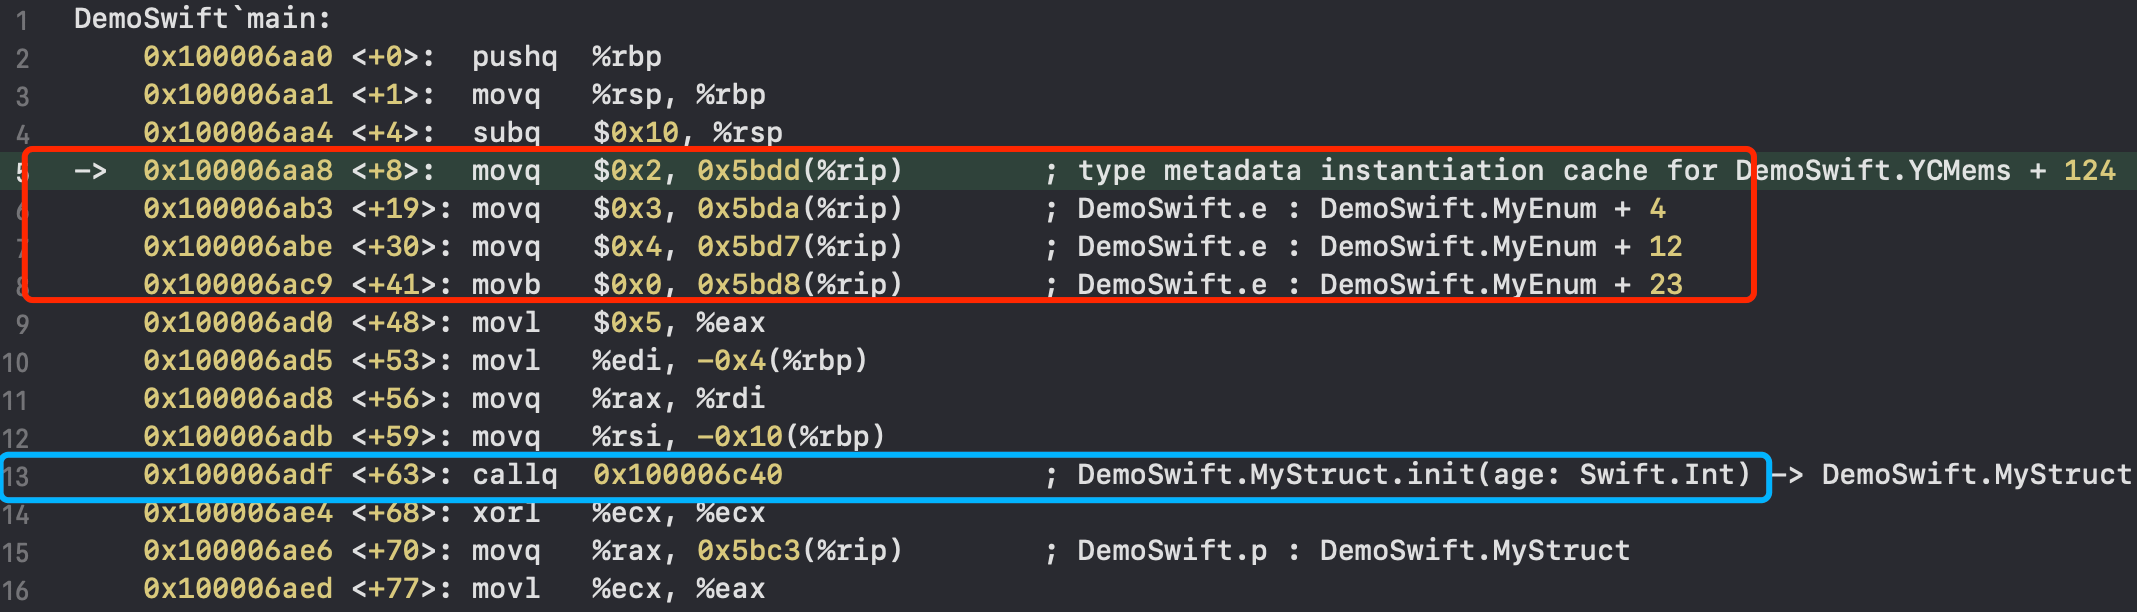 1 DemoSwift`main:
2 0x100006aa0 <+0>: pushq %rbp
3 0x100006aa1 <+1>: movq %rsp, %rbp
4 0x100006aa4 <+4>: subq $0x10, %rsp
5 -> 0x100006aa8 <+8>: movq $0x2, 0x5bdd(%rip) ; type metadata instantiation cache for DemoSwift.YCMems + 124
6 0x100006ab3 <+19>: movq $0x3, 0x5bda(%rip) ; DemoSwift.e : DemoSwift.MyEnum + 4
7 0x100006abe <+30>: movq $0x4, 0x5bd7(%rip) ; DemoSwift.e : DemoSwift.MyEnum + 12
8 0x100006ac9 <+41>: movb $0x0, 0x5bd8(%rip) ; DemoSwift.e : DemoSwift.MyEnum + 23
9 0x100006ad0 <+48>: movl $0x5, %eax
10 0x100006ad5 <+53>: movl %edi, -0x4(%rbp)
11 0x100006ad8 <+56>: movq %rax, %rdi
12 0x100006adb <+59>: movq %rsi, -0x10(%rbp)
13 0x100006adf <+63>: callq 0x100006c40 ; DemoSwift.MyStruct.init(age: Swift.Int) -> DemoSwift.MyStruct
14 0x100006ae4 <+68>: xorl %ecx, %ecx
15 0x100006ae6 <+70>: movq %rax, 0x5bc3(%rip) ; DemoSwift.p : DemoSwift.MyStruct
16 0x100006aed <+77>: movl %ecx, %eax